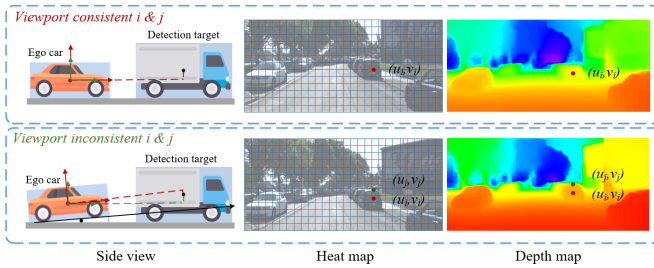 Viewport consistent i & j
Ego car
Detection target
(ui,vi)
(ui,vi)
Viewport inconsistent i & j
Ego car
Detection target
(uj,vj)
(ui,vi)
(uj,vj)
(ui,vi)
Side view
Heat map
Depth map